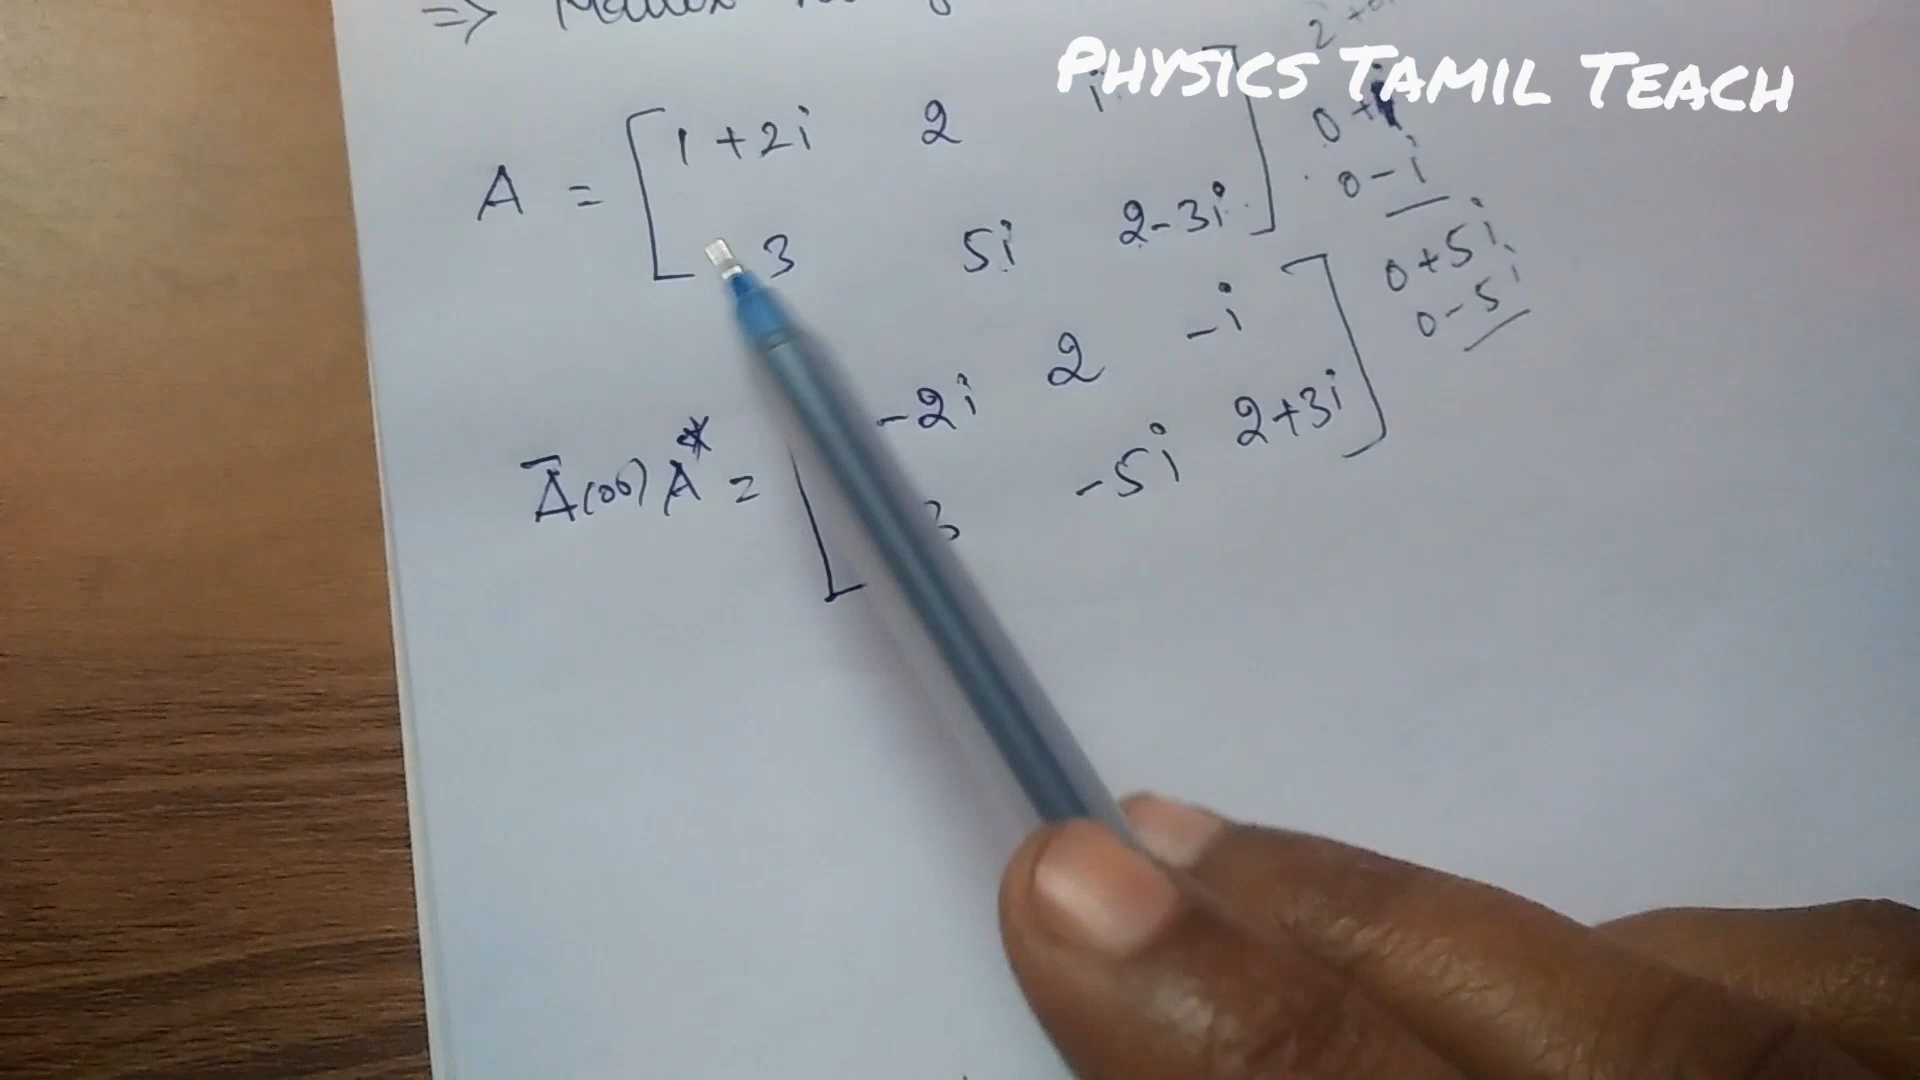 PHYSICS TAMIL TEACH
⇒
1+2i 2 i
A =
3 5i 2-3i
0-i
0+5i
0-5i
-2i 2 -i
Ā (or) A* =
3 -5i 2+3i